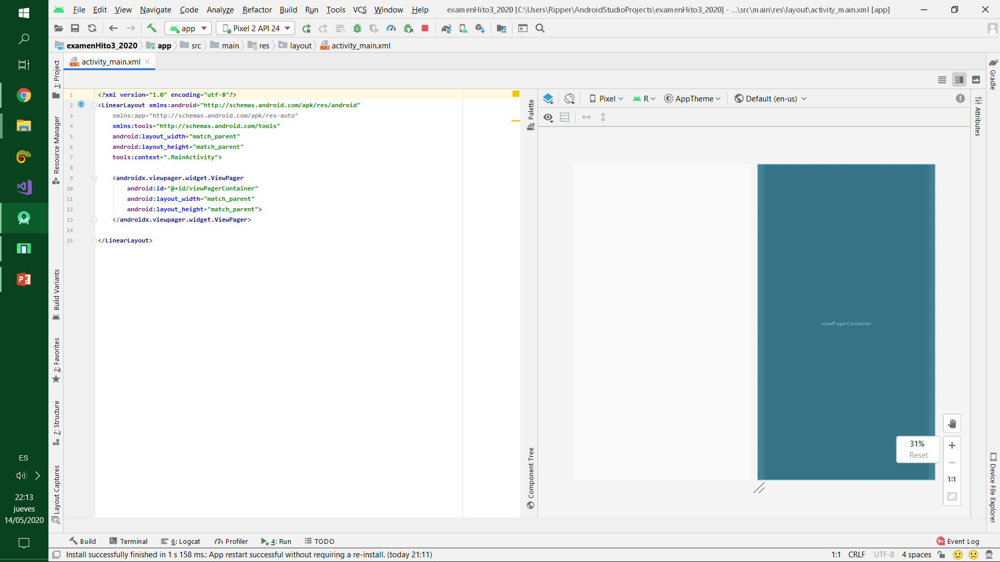 File Edit View Navigate Code Analyze Refactor Build Run Tools VCS Window Help examenHito3_2020 [C:\Users\Ripper\AndroidStudioProjects\examenHito3_2020] - ...\src\main\res\layout\activity_main.xml [app]
app Pixel 2 API 24
examenHito3_2020 app src main res layout activity_main.xml
activity_main.xml
1: Project
Resource Manager
Build Variants
2: Favorites
7: Structure
Layout Captures
1 <?xml version="1.0" encoding="utf-8"?>
2 <LinearLayout xmlns:android="http://schemas.android.com/apk/res/android"
3 xmlns:app="http://schemas.android.com/apk/res-auto"
4 xmlns:tools="http://schemas.android.com/tools"
5 android:layout_width="match_parent"
6 android:layout_height="match_parent"
7 tools:context=".MainActivity">
8
9 <androidx.viewpager.widget.ViewPager
10 android:id="@+id/viewPagerContainer"
11 android:layout_width="match_parent"
12 android:layout_height="match_parent">
13 </androidx.viewpager.widget.ViewPager>
14
15 </LinearLayout>
Palette
Component Tree
Pixel R AppTheme Default (en-us)
viewPagerContainer
31%
Reset
1:1
Gradle
Attributes
Device File Explorer
ES
22:13
jueves
14/05/2020
Build Terminal 6: Logcat Profiler 4: Run TODO 9+ Event Log
Install successfully finished in 1 s 158 ms.: App restart successful without requiring a re-install. (today 21:11) 1:1 CRLF UTF-8 4 spaces